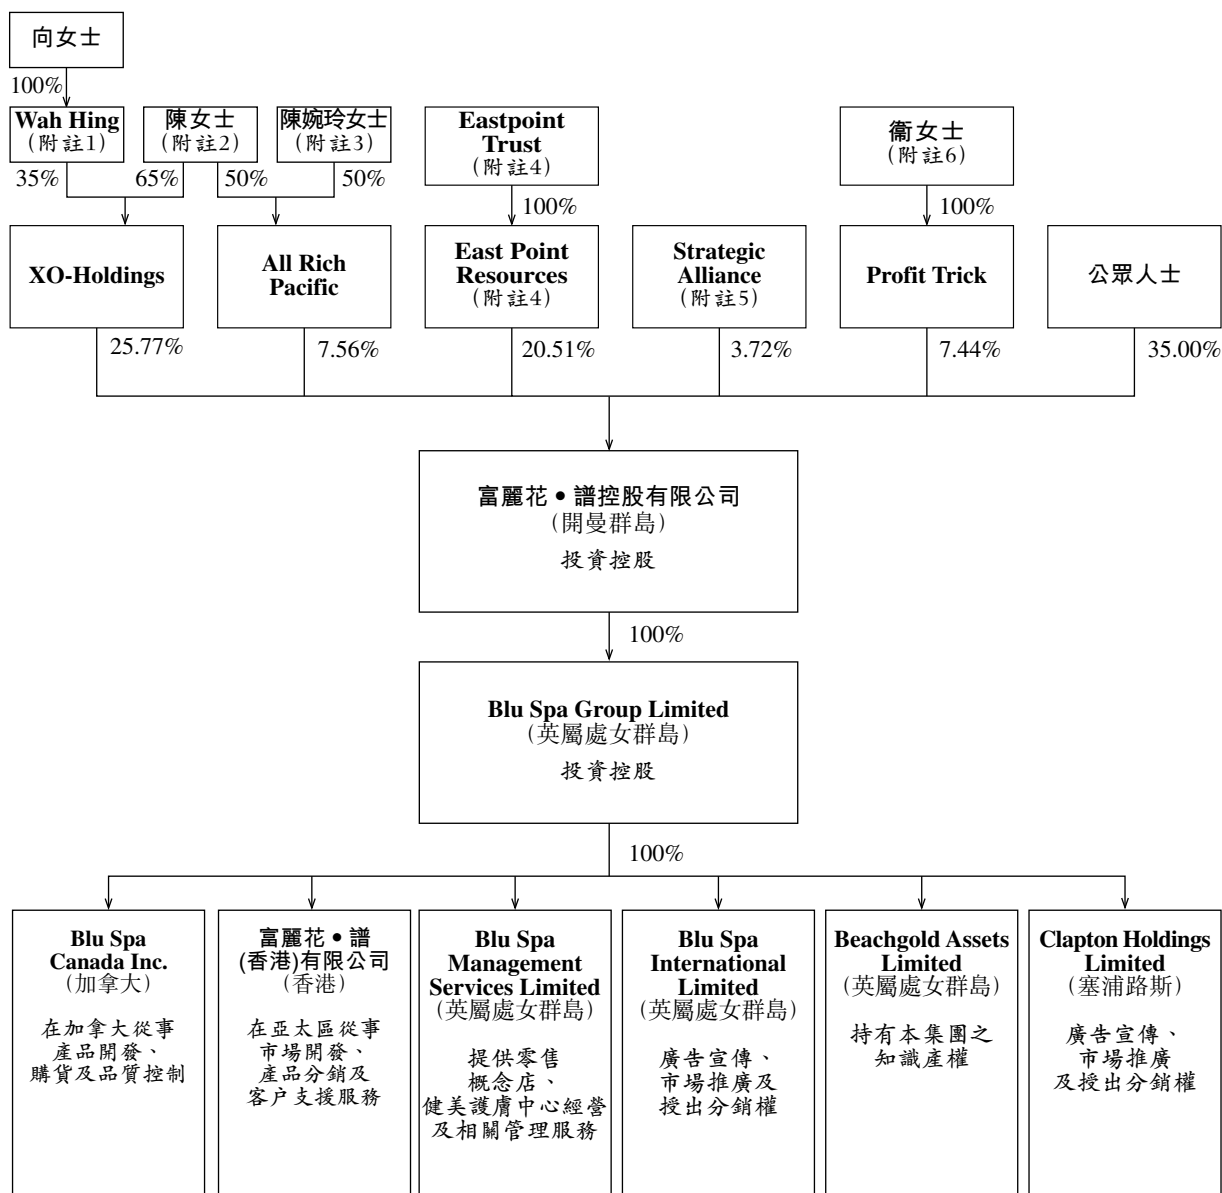 向女士
100%
Wah Hing
（附註1）
陳女士
（附註2）
陳婉玲女士
（附註3）
Eastpoint
Trust
（附註4）
衞女士
（附註6）
35%
65%
50%
50%
100%
100%
XO-Holdings
All Rich
Pacific
East Point
Resources
（附註4）
Strategic
Alliance
（附註5）
Profit Trick
公眾人士
25.77%
7.56%
20.51%
3.72%
7.44%
35.00%
富麗花•譜控股有限公司
（開曼群島）
投資控股
100%
Blu Spa Group Limited
（英屬處女群島）
投資控股
100%
Blu Spa
Canada Inc.
（加拿大）
在加拿大從事
產品開發、
購貨及品質控制
富麗花•譜
(香港)有限公司
（香港）
在亞太區從事
市場開發、
產品分銷及
客户支援服務
Blu Spa
Management
Services Limited
（英屬處女群島）
提供零售
概念店、
健美護膚中心經營
及相關管理服務
Blu Spa
International
Limited
（英屬處女群島）
廣告宣傳、
市場推廣及
授出分銷權
Beachgold Assets
Limited
（英屬處女群島）
持有本集團之
知識產權
Clapton Holdings
Limited
（塞浦路斯）
廣告宣傳、
市場推廣
及授出分銷權